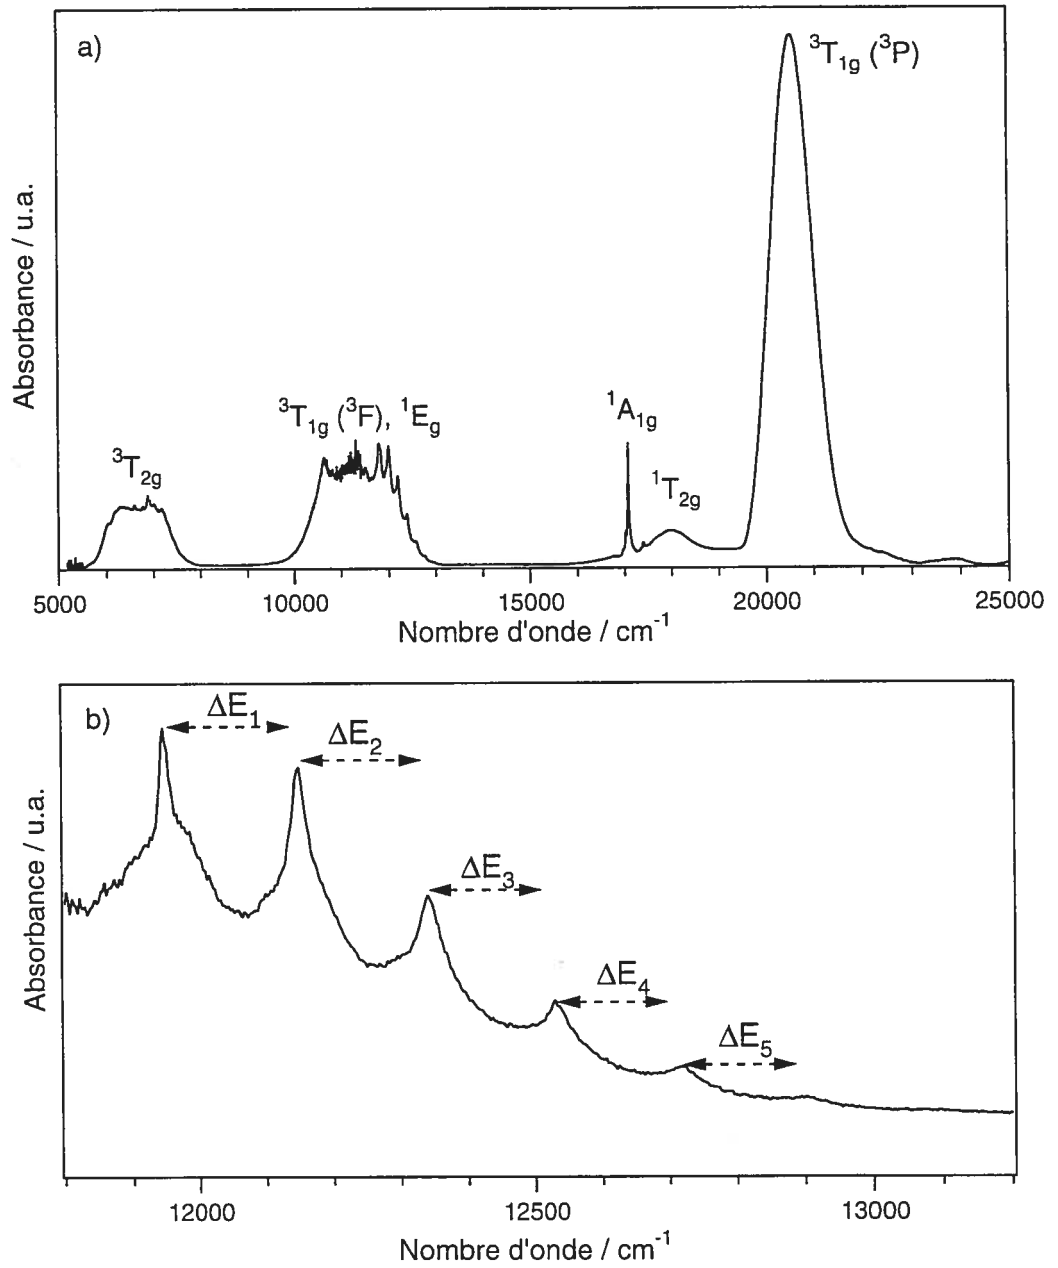 a)
³T₁g (³P)
³T₁g (³F), ¹Eg
¹A₁g
³T₂g
¹T₂g
Absorbance / u.a.
5000 10000 15000 20000 25000
Nombre d'onde / cm⁻¹
b)
ΔE₁
ΔE₂
ΔE₃
ΔE₄
ΔE₅
Absorbance / u.a.
12000 12500 13000
Nombre d'onde / cm⁻¹